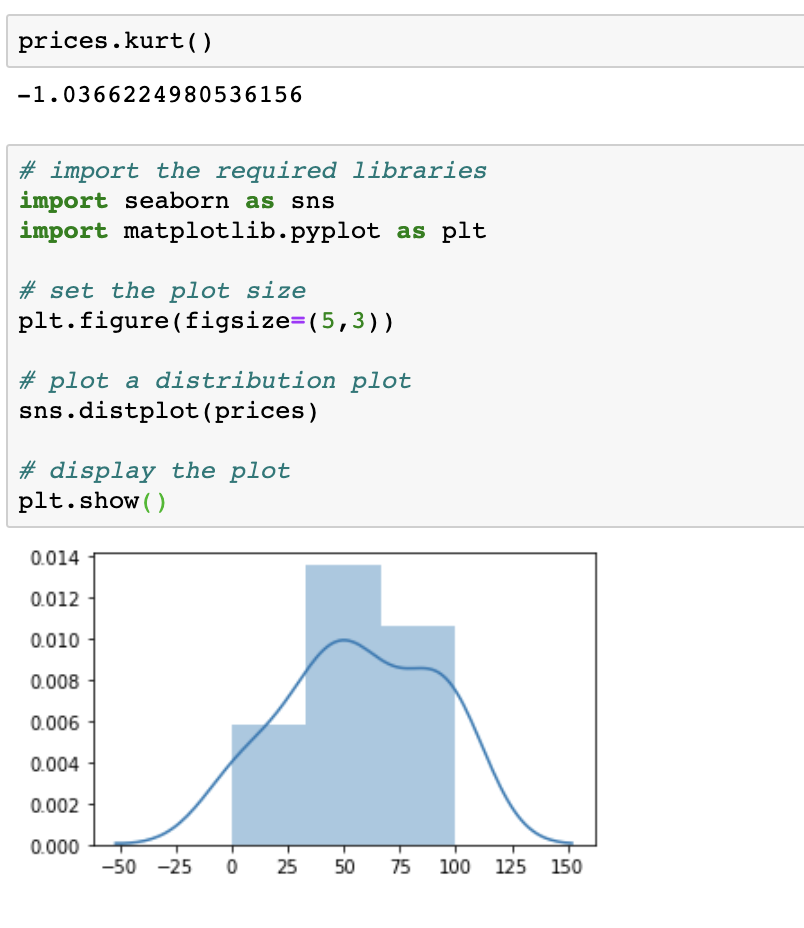 prices.kurt()
-1.0366224980536156
# import the required libraries
import seaborn as sns
import matplotlib.pyplot as plt
# set the plot size
plt.figure(figsize=(5,3))
# plot a distribution plot
sns.distplot(prices)
# display the plot
plt.show()
0.014
0.012
0.010
0.008
0.006
0.004
0.002
0.000
−50 −25 0 25 50 75 100 125 150